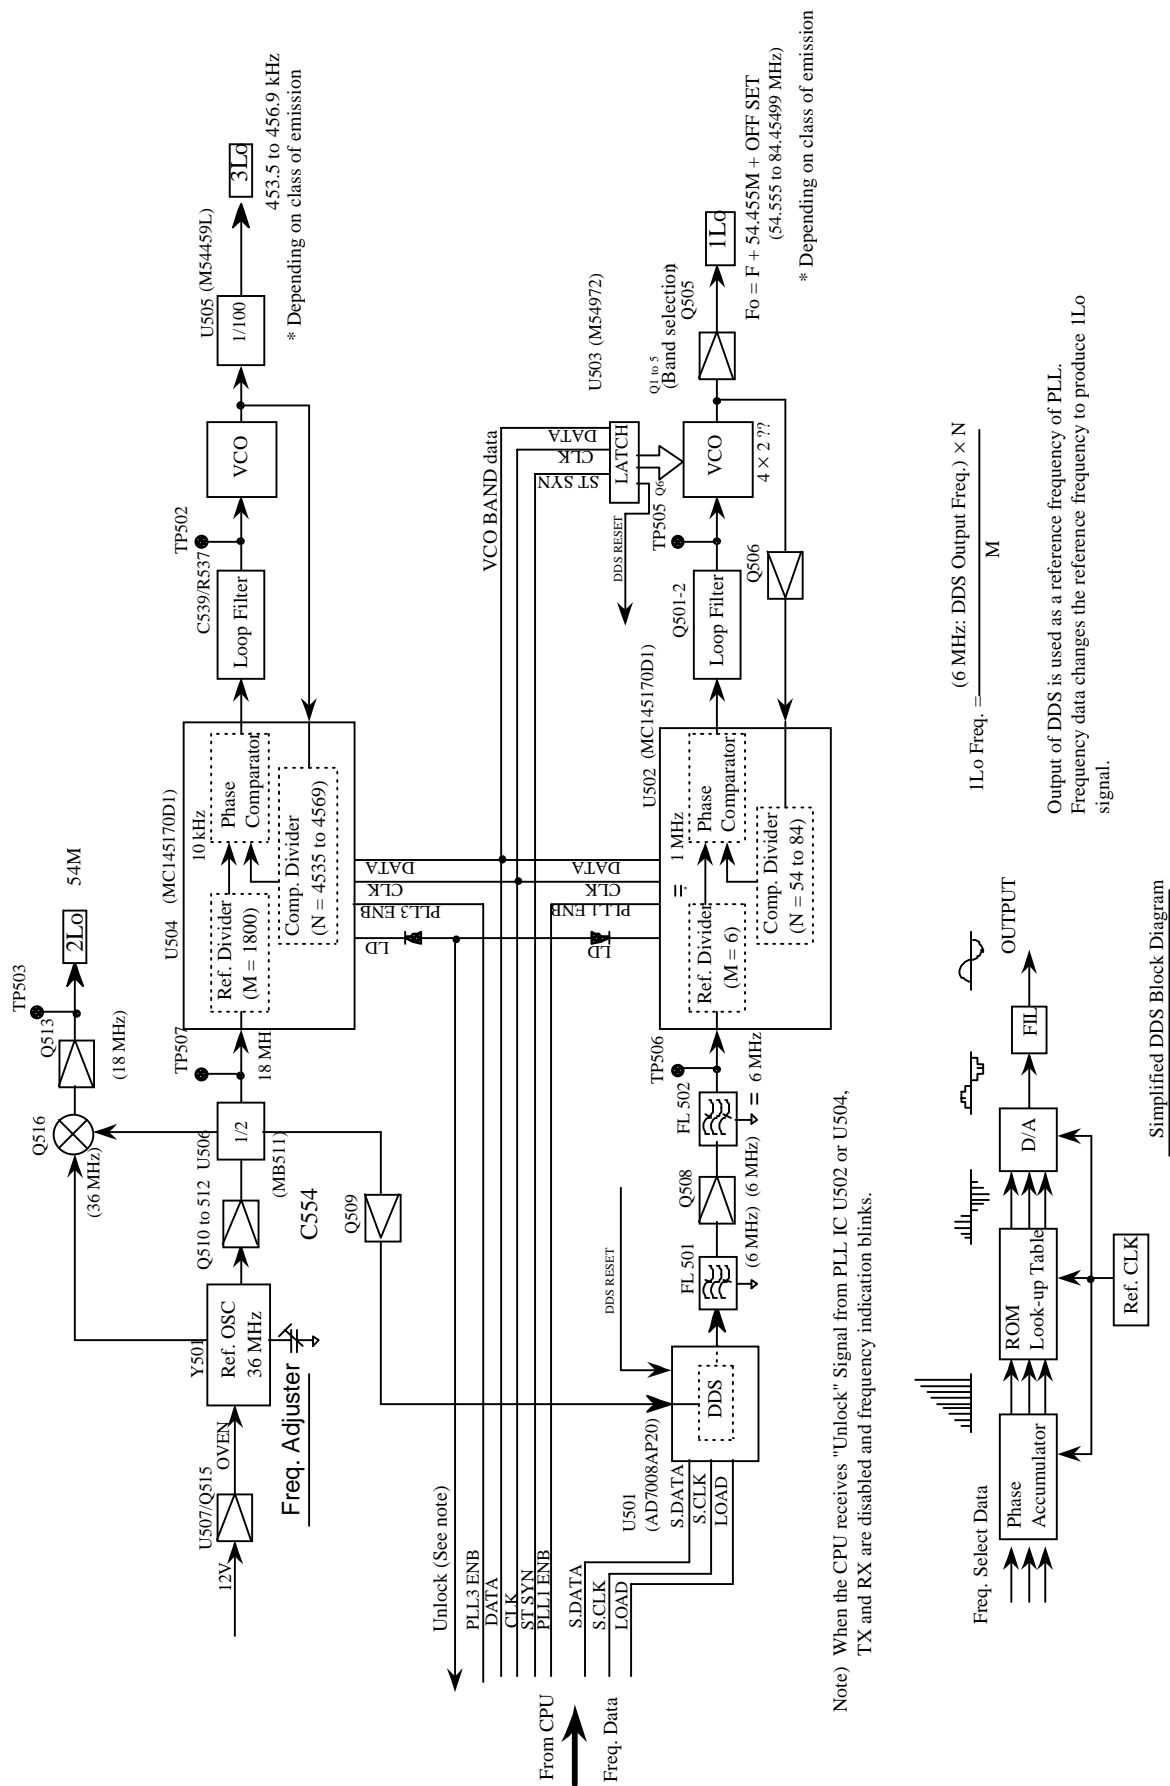 12V
U507/Q515
OVEN
Y501
Ref. OSC
36 MHz
Freq. Adjuster
Q510 to 512
C554
U506
1/2
(MB511)
Q509
Q516
(36 MHz)
Q513
(18 MHz)
TP503
2Lo
54M
TP507
18 MH
U504
(MC145170D1)
Ref. Divider
(M = 1800)
10 kHz
Phase
Comparator
Comp. Divider
(N = 4535 to 4569)
LD
PLL3 ENB
CLK
DATA
C539/R537
Loop Filter
TP502
VCO
U505 (M54459L)
1/100
3Lo
453.5 to 456.9 kHz
* Depending on class of emission
Unlock (See note)
PLL3 ENB
DATA
CLK
ST SYN
PLL1 ENB
From CPU
S.DATA
S.CLK
LOAD
Freq. Data
VCO BAND data
ST SYN
CLK
DATA
U503 (M54972)
LATCH
DDS RESET
Q6
Q1 to 5
(Band selection)
U501
(AD7008AP20)
S.DATA
S.CLK
LOAD
DDS
DDS RESET
FL 501
(6 MHz)
Q508
(6 MHz)
FL 502
= 6 MHz
TP506
LD
PLL1 ENB
CLK
DATA
U502 (MC145170D1)
Ref. Divider
(M = 6)
= 1 MHz
Phase
Comparator
Comp. Divider
(N = 54 to 84)
Q501-2
Loop Filter
TP505
VCO
4 × 2 ??
Q506
Q505
1Lo
Fo = F + 54.455M + OFF SET
(54.555 to 84.45499 MHz)
* Depending on class of emission
Note) When the CPU receives "Unlock" Signal from PLL IC U502 or U504,
TX and RX are disabled and frequency indication blinks.
1Lo Freq. = (6 MHz: DDS Output Freq.) × N
M
Output of DDS is used as a reference frequency of PLL.
Frequency data changes the reference frequency to produce 1Lo
signal.
Freq. Select Data
Phase
Accumulator
ROM
Look-up Table
D/A
FIL
OUTPUT
Ref. CLK
Simplified DDS Block Diagram